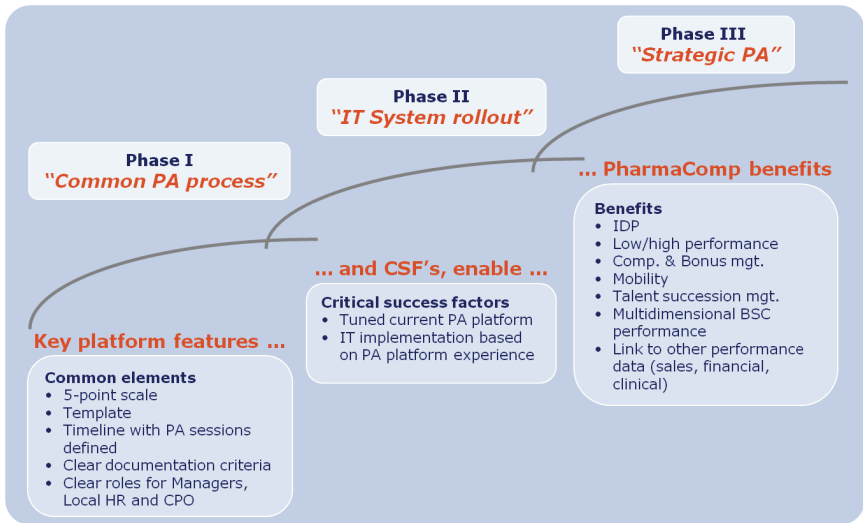 Phase III
“Strategic PA”
Phase II
“IT System rollout”
Phase I
“Common PA process”
Key platform features ...
Common elements
• 5-point scale
• Template
• Timeline with PA sessions
defined
• Clear documentation criteria
• Clear roles for Managers,
Local HR and CPO
... and CSF’s, enable ...
Critical success factors
• Tuned current PA platform
• IT implementation based
on PA platform experience
... PharmaComp benefits
Benefits
• IDP
• Low/high performance
• Comp. & Bonus mgt.
• Mobility
• Talent succession mgt.
• Multidimensional BSC
performance
• Link to other performance
data (sales, financial,
clinical)